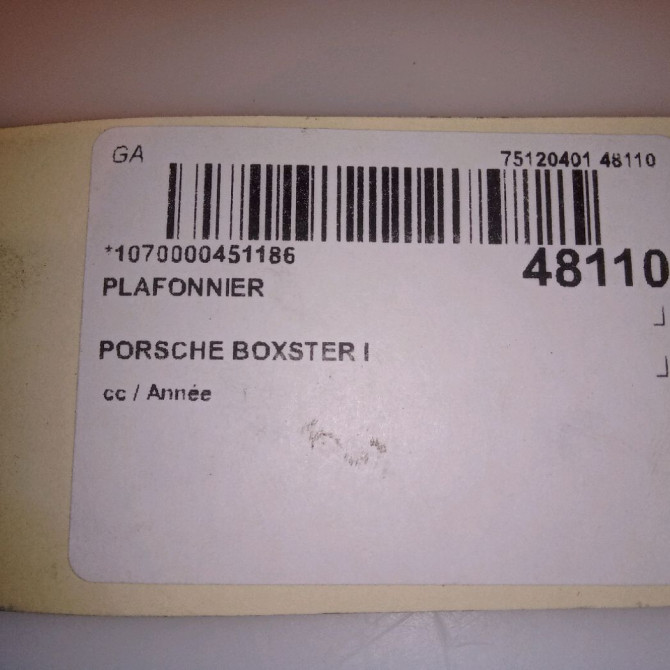 GA
75120401 48110
*1070000451186
48110
PLAFONNIER
PORSCHE BOXSTER I
cc / Année